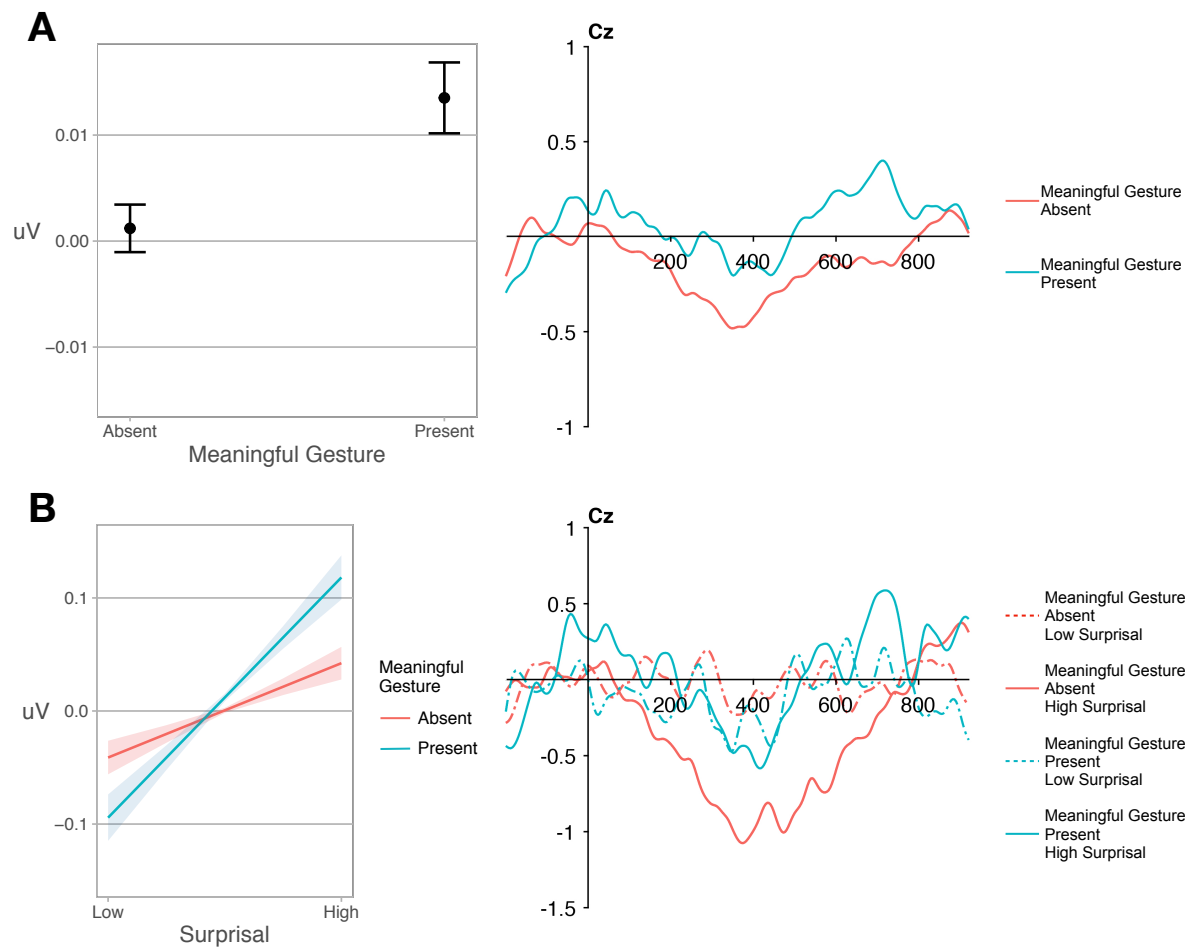 A
uV
0.01
0.00
−0.01
Absent
Present
Meaningful Gesture
Cz
1
0.5
-0.5
-1
200
400
600
800
Meaningful Gesture
Absent
Meaningful Gesture
Present
B
uV
0.1
0.0
−0.1
Low
High
Surprisal
Meaningful
Gesture
Absent
Present
Cz
1
0.5
-0.5
-1
-1.5
200
400
600
800
Meaningful Gesture
Absent
Low Surprisal
Meaningful Gesture
Absent
High Surprisal
Meaningful Gesture
Present
Low Surprisal
Meaningful Gesture
Present
High Surprisal